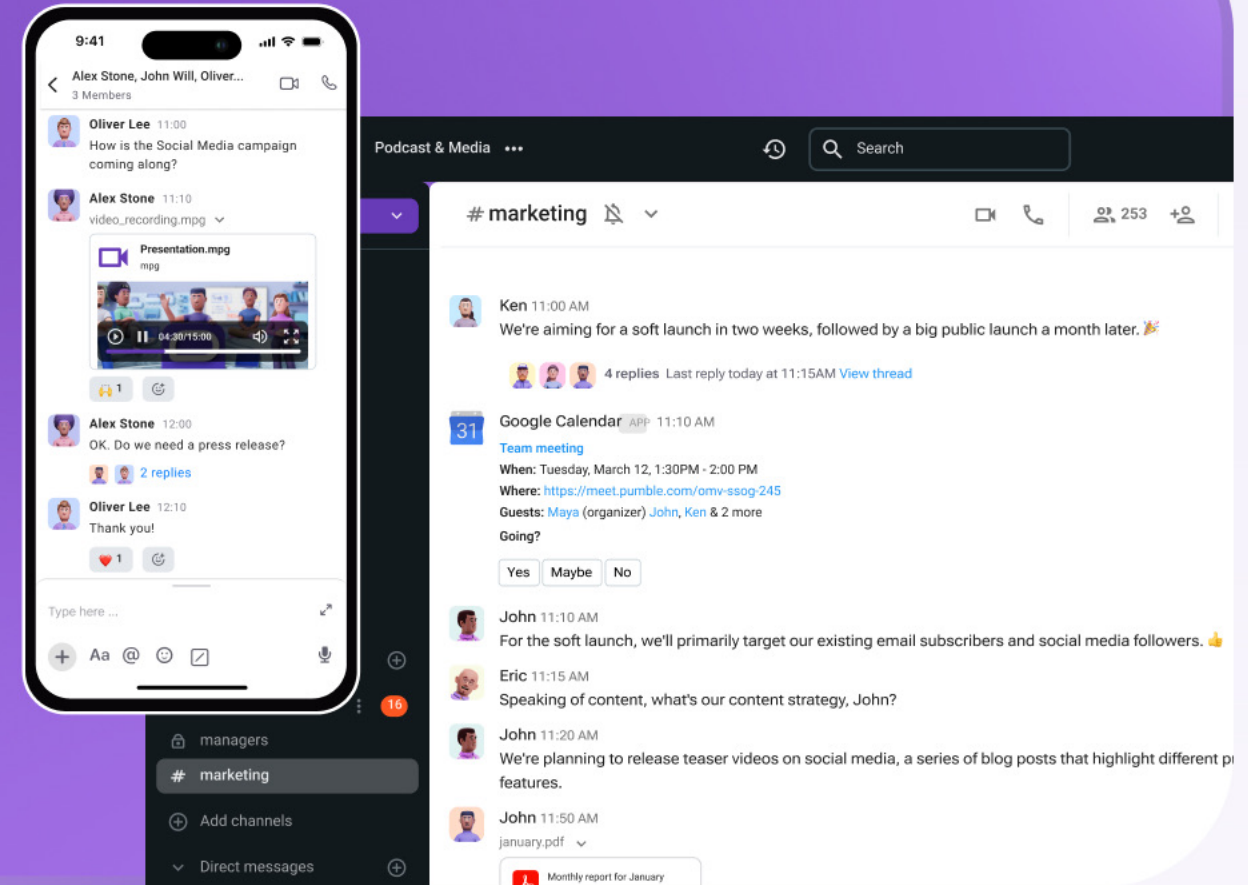 9:41
Alex Stone, John Will, Oliver...
3 Members
Oliver Lee 11:00
How is the Social Media campaign
coming along?
Alex Stone 11:10
video_recording.mpg
Presentation.mpg
mpg
04:30/15:00
1
Alex Stone 12:00
OK. Do we need a press release?
2 replies
Oliver Lee 12:10
Thank you!
1
Type here ...
Aa @
Podcast & Media •••
Search
16
managers
# marketing
Add channels
Direct messages
# marketing
253
Ken 11:00 AM
We're aiming for a soft launch in two weeks, followed by a big public launch a month later. 🎉
4 replies Last reply today at 11:15AM View thread
31
Google Calendar APP 11:10 AM
Team meeting
When: Tuesday, March 12, 1:30PM - 2:00 PM
Where: https://meet.pumble.com/omv-ssog-245
Guests: Maya (organizer) John, Ken & 2 more
Going?
Yes Maybe No
John 11:10 AM
For the soft launch, we'll primarily target our existing email subscribers and social media followers. 👍
Eric 11:15 AM
Speaking of content, what's our content strategy, John?
John 11:20 AM
We're planning to release teaser videos on social media, a series of blog posts that highlight different
features.
John 11:50 AM
january.pdf
Monthly report for January